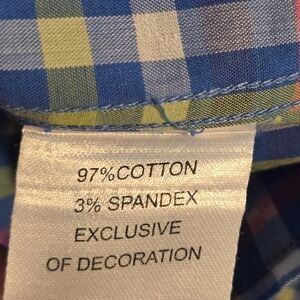 97%COTTON
3% SPANDEX
EXCLUSIVE
OF DECORATION